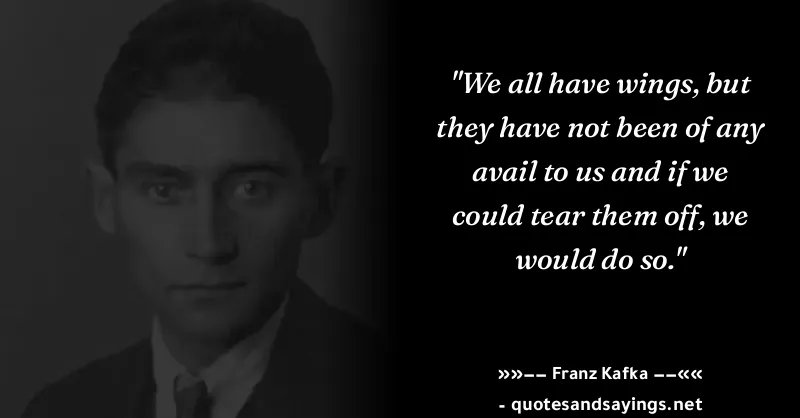 "We all have wings, but
they have not been of any
avail to us and if we
could tear them off, we
would do so."
»»–– Franz Kafka ––««
- quotesandsayings.net